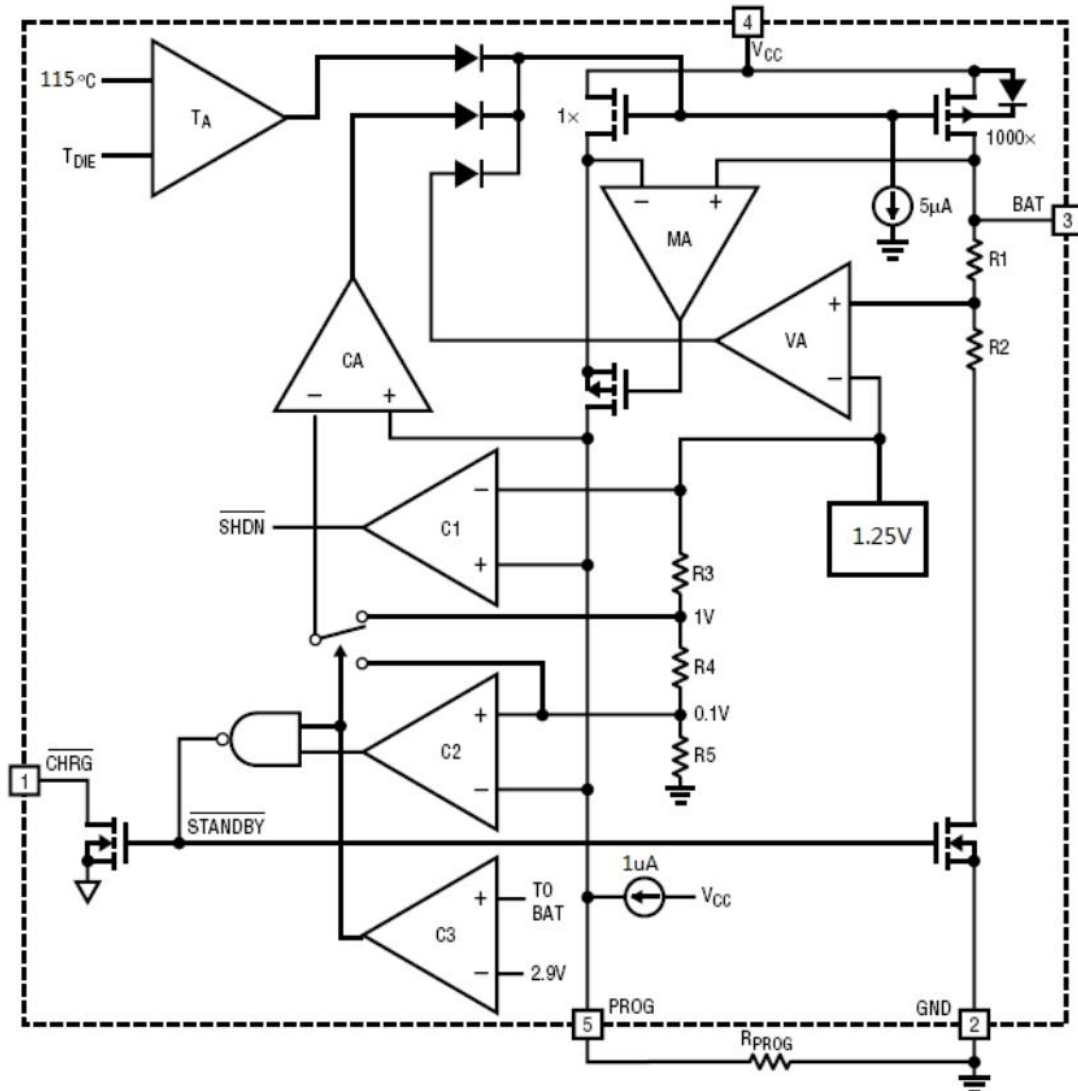 4
VCC
115°C
TA
TDIE
1×
1000×
5µA
BAT
3
− +
MA
R1
+
VA
−
R2
CA
− +
−
SHDN
C1
+
1.25V
R3
1V
R4
+
0.1V
C2
R5
−
CHRG
1
STANDBY
1uA
VCC
+
TO
BAT
C3
−
2.9V
PROG
5
GND
2
RPROG